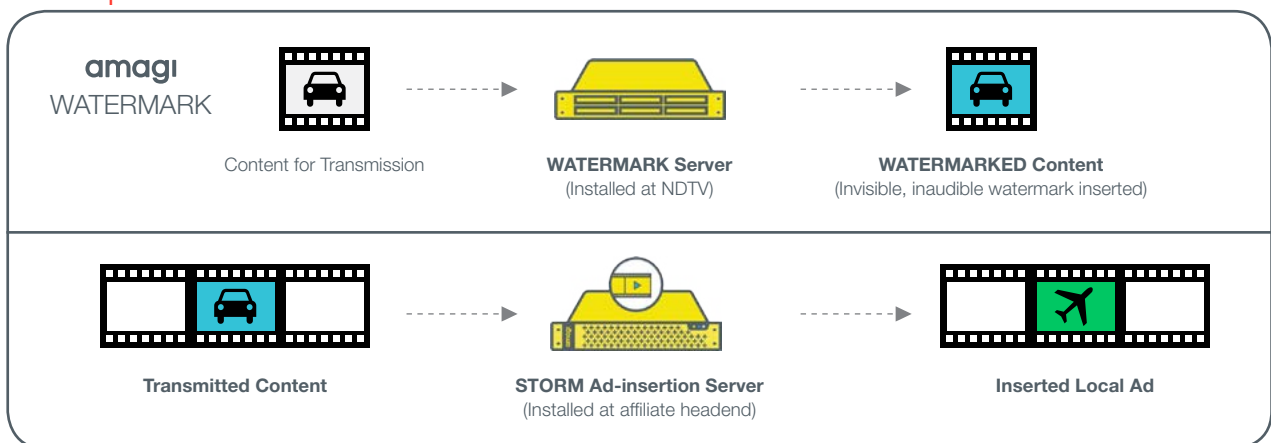 amagi
WATERMARK
Content for Transmission
WATERMARK Server
(Installed at NDTV)
WATERMARKED Content
(Invisible, inaudible watermark inserted)
Transmitted Content
STORM Ad-insertion Server
(Installed at affiliate headend)
Inserted Local Ad